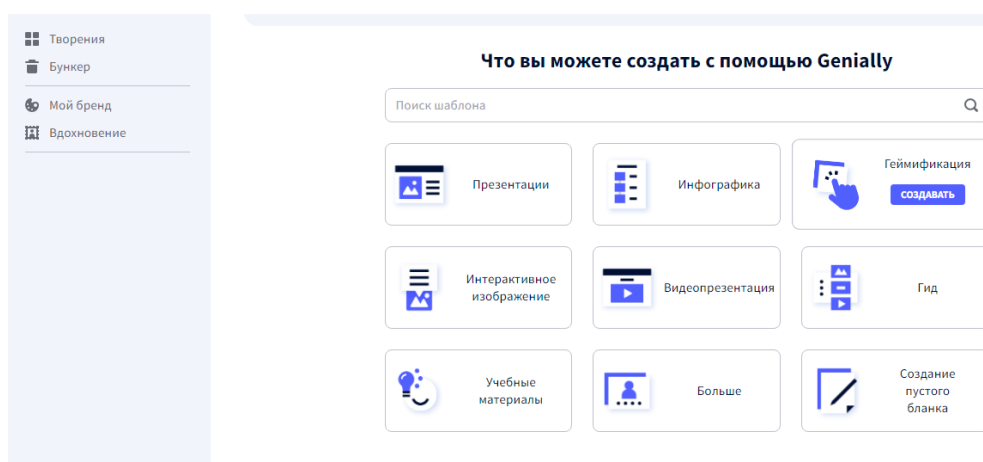 Творения
Бункер
Мой бренд
Вдохновение
Что вы можете создать с помощью Genially
Поиск шаблона
Презентации
Инфографика
Геймификация
СОЗДАВАТЬ
Интерактивное
изображение
Видеопрезентация
Гид
Учебные
материалы
Больше
Создание
пустого
бланка